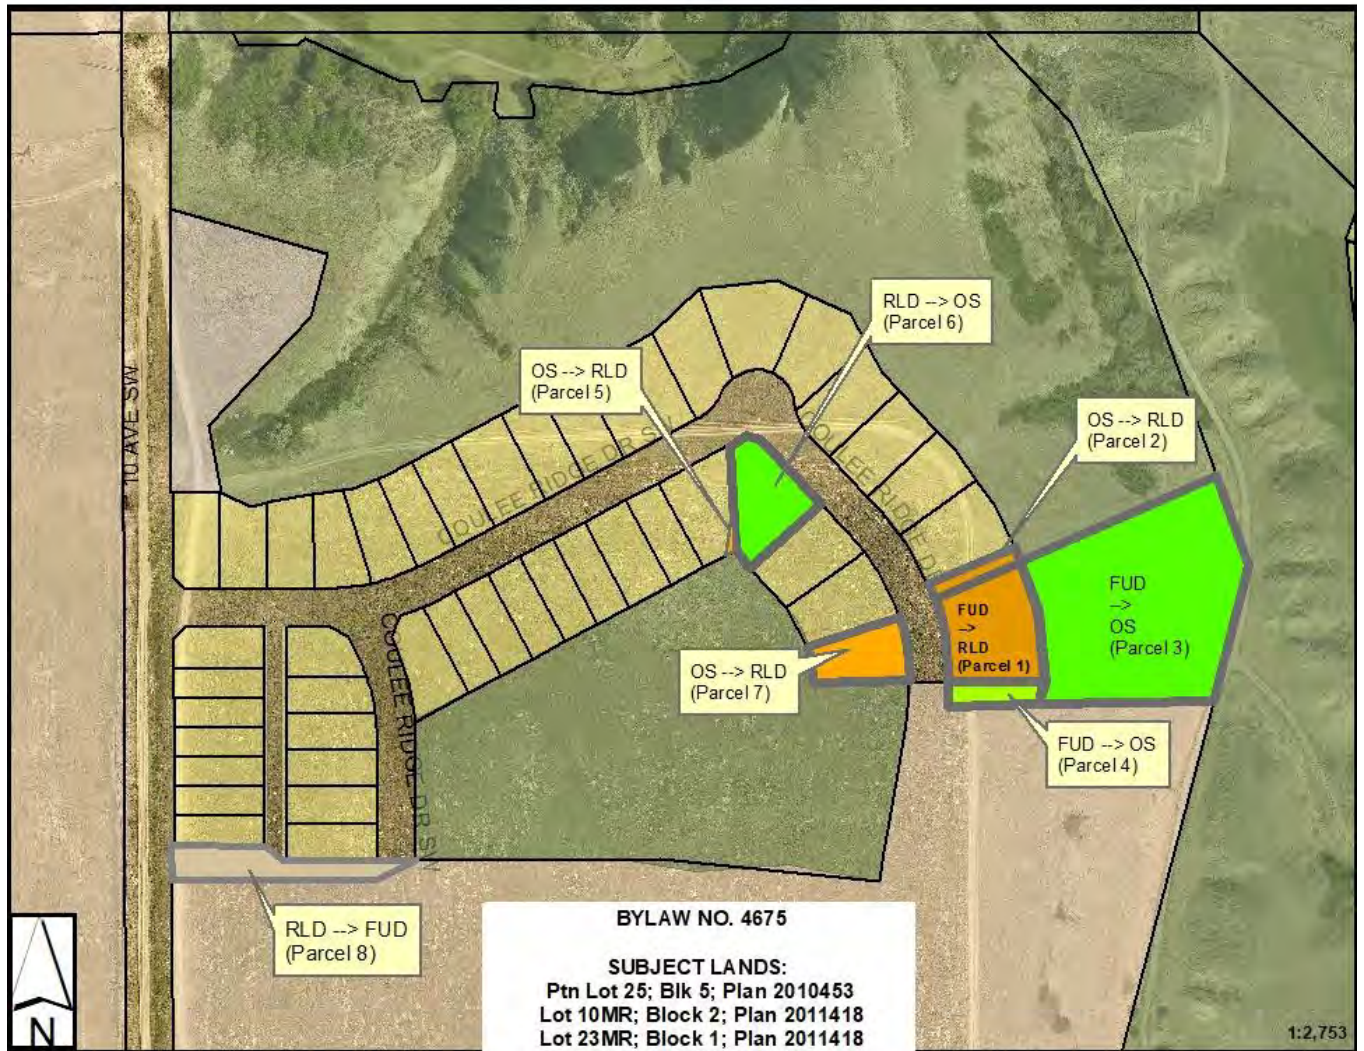 RLD --> OS
(Parcel 6)
OS --> RLD
(Parcel 5)
OS --> RLD
(Parcel 2)
10 AVE SW
COULEE RIDGE DR SW
COULEE RIDGE DR
FUD
-->
RLD
(Parcel 1)
FUD
-->
OS
(Parcel 3)
OS --> RLD
(Parcel 7)
COULEE RIDGE DR SW
FUD --> OS
(Parcel 4)
RLD --> FUD
(Parcel 8)
BYLAW NO. 4675
SUBJECT LANDS:
Ptn Lot 25; Blk 5; Plan 2010453
Lot 10MR; Block 2; Plan 2011418
Lot 23MR; Block 1; Plan 2011418
N
1:2,753